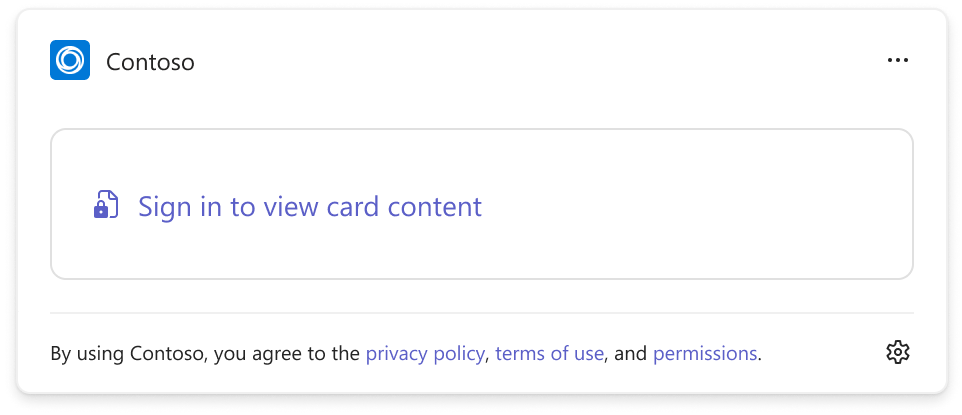 Contoso
Sign in to view card content
By using Contoso, you agree to the privacy policy, terms of use, and permissions.